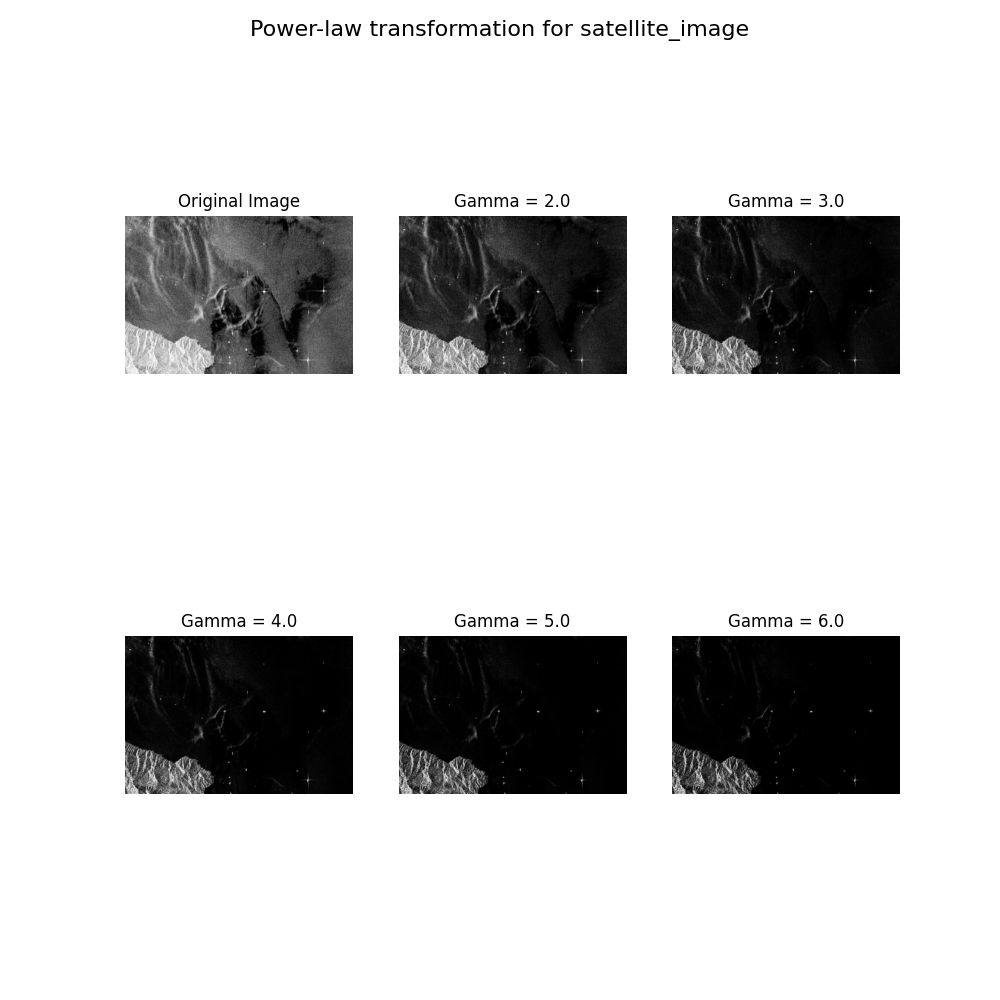 Power-law transformation for satellite_image
Original Image
Gamma = 2.0
Gamma = 3.0
Gamma = 4.0
Gamma = 5.0
Gamma = 6.0